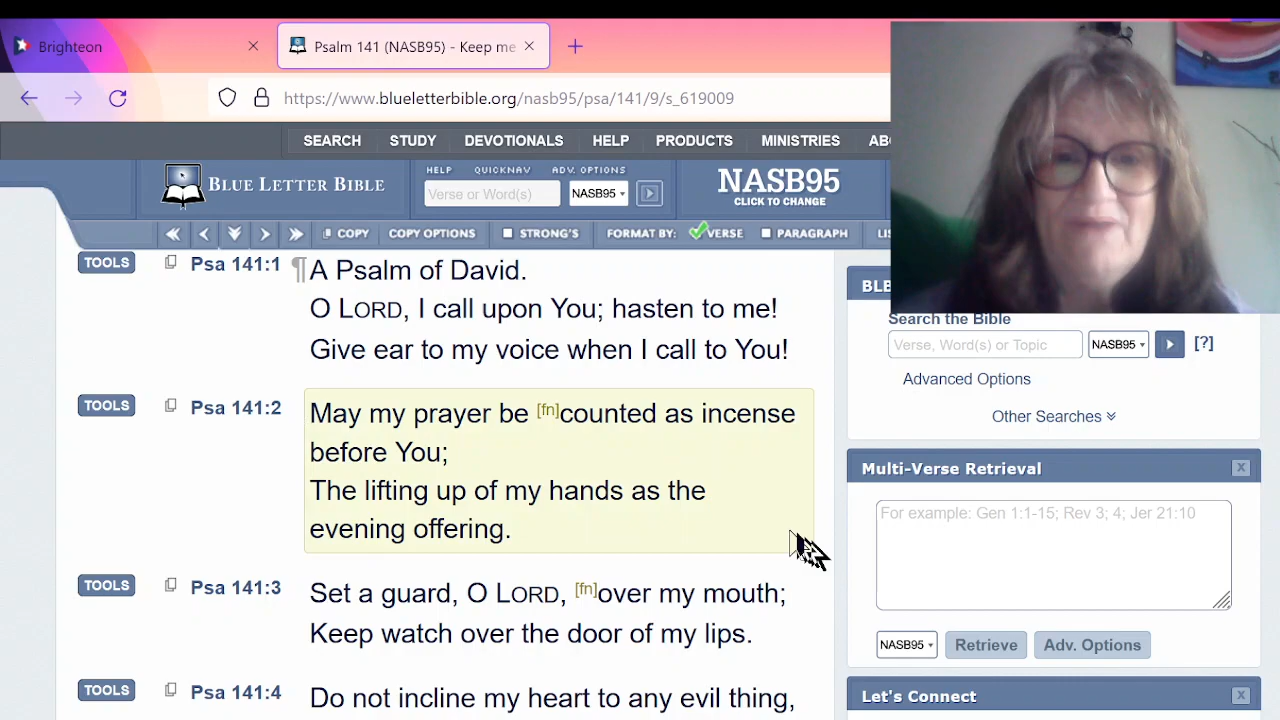 Brighteon
Psalm 141 (NASB95) - Keep me
https://www.blueletterbible.org/nasb95/psa/141/9/s_619009
SEARCH STUDY DEVOTIONALS HELP PRODUCTS MINISTRIES AB
BLUE LETTER BIBLE
HELP QUICKNAV ADV. OPTIONS
Verse or Word(s) NASB95
NASB95
CLICK TO CHANGE
COPY COPY OPTIONS STRONG'S FORMAT BY: VERSE PARAGRAPH LI
TOOLS Psa 141:1 ¶A Psalm of David.
O LORD, I call upon You; hasten to me!
Give ear to my voice when I call to You!
TOOLS Psa 141:2 May my prayer be [fn]counted as incense
before You;
The lifting up of my hands as the
evening offering.
TOOLS Psa 141:3 Set a guard, O LORD, [fn]over my mouth;
Keep watch over the door of my lips.
TOOLS Psa 141:4 Do not incline my heart to any evil thing,
BLB
Search the Bible
Verse, Word(s) or Topic NASB95 [?]
Advanced Options
Other Searches
Multi-Verse Retrieval X
For example: Gen 1:1-15; Rev 3; 4; Jer 21:10
NASB95 Retrieve Adv. Options
Let's Connect X